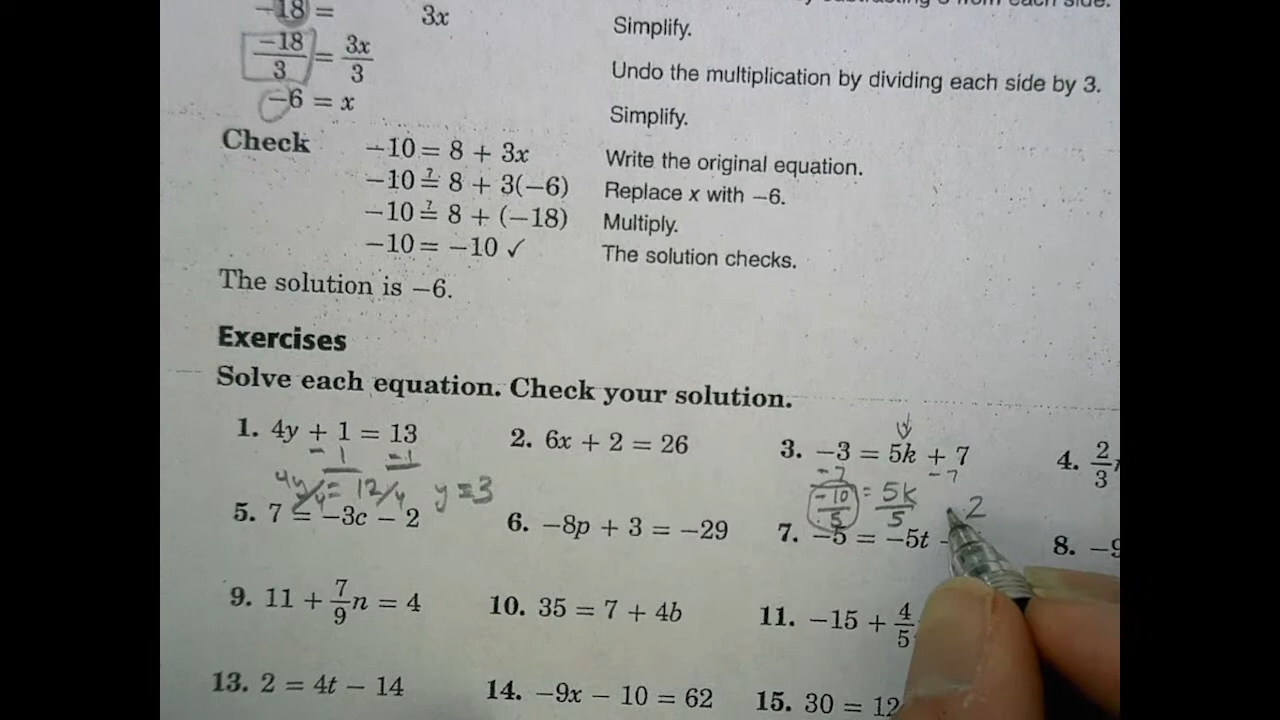 -18 = 3x
Simplify.
-18/3 = 3x/3
Undo the multiplication by dividing each side by 3.
-6 = x
Simplify.
Check
-10 = 8 + 3x
Write the original equation.
-10 ≟ 8 + 3(-6)
Replace x with -6.
-10 ≟ 8 + (-18)
Multiply.
-10 = -10 ✓
The solution checks.
The solution is -6.
Exercises
Solve each equation. Check your solution.
1. 4y + 1 = 13
2. 6x + 2 = 26
3. -3 = 5k + 7
4. 2/3
-1 -1
-7 -7
4y/4 = 12/4 y = 3
-10/5 = 5k/5 2
5. 7 = -3c - 2
6. -8p + 3 = -29
7. -5 = -5t -
8. -9
9. 11 + 7/9n = 4
10. 35 = 7 + 4b
11. -15 + 4/5
13. 2 = 4t - 14
14. -9x - 10 = 62
15. 30 = 12